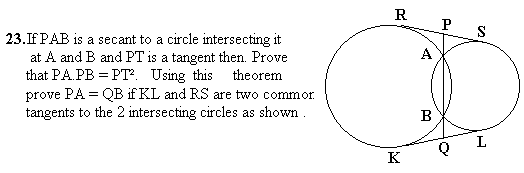 23.If PAB is a secant to a circle intersecting it
at A and B and PT is a tangent then. Prove
that PA.PB = PT². Using this theorem
prove PA = QB if KL and RS are two common
tangents to the 2 intersecting circles as shown .
R
P
S
A
B
K
Q
L